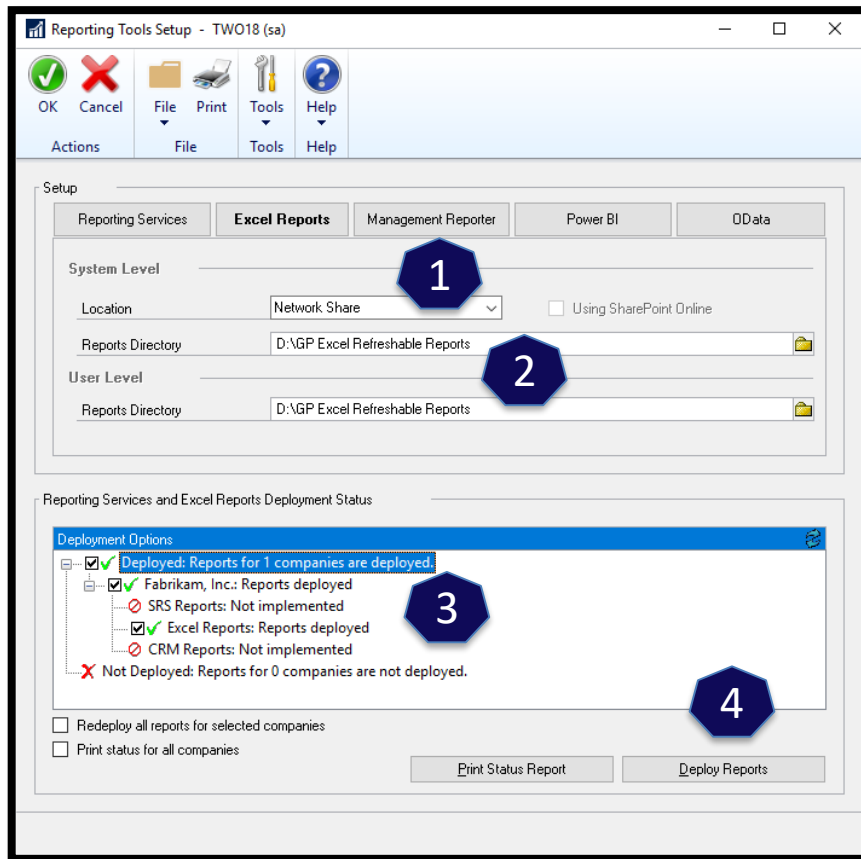 Reporting Tools Setup - TWO18 (sa)
OK Cancel File Print Tools Help
Actions File Tools Help
Setup
Reporting Services Excel Reports Management Reporter Power BI OData
1
System Level
Location Network Share Using SharePoint Online
Reports Directory D:\GP Excel Refreshable Reports
2
User Level
Reports Directory D:\GP Excel Refreshable Reports
Reporting Services and Excel Reports Deployment Status
Deployment Options
Deployed: Reports for 1 companies are deployed.
Fabrikam, Inc.: Reports deployed
SRS Reports: Not implemented
3
Excel Reports: Reports deployed
CRM Reports: Not implemented
Not Deployed: Reports for 0 companies are not deployed.
4
Redeploy all reports for selected companies
Print status for all companies
Print Status Report Deploy Reports